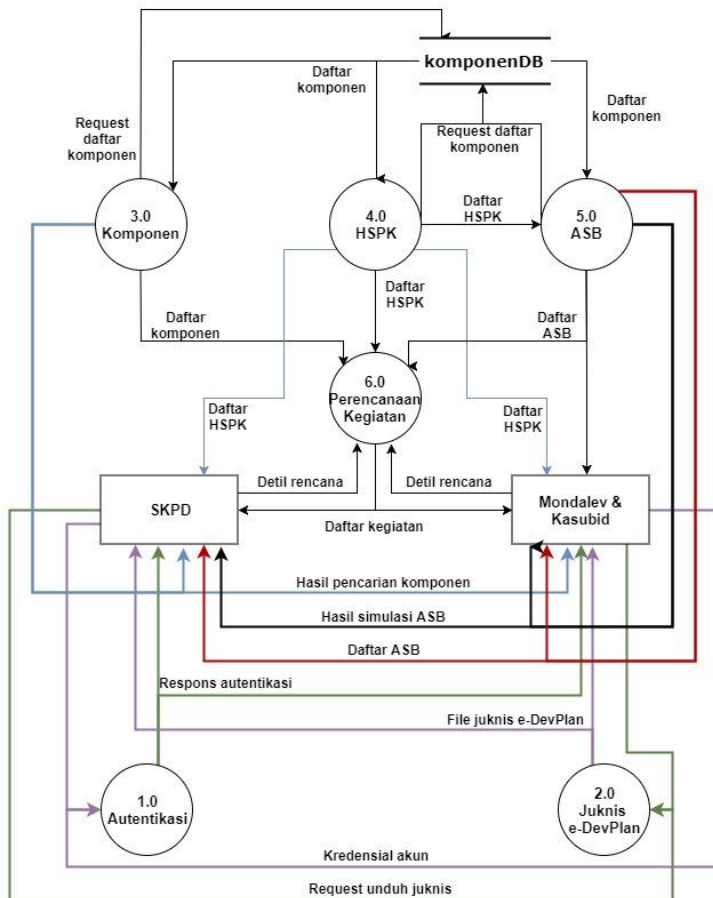 komponenDB
Daftar
komponen
Daftar
komponen
Request
daftar
komponen
Request daftar
komponen
3.0
Komponen
4.0
HSPK
Daftar
HSPK
5.0
ASB
Daftar
komponen
Daftar
HSPK
Daftar
ASB
6.0
Perencanaan
Kegiatan
Daftar
HSPK
Daftar
HSPK
SKPD
Detil rencana
Detil rencana
Mondalev &
Kasubid
Daftar kegiatan
Hasil pencarian komponen
Hasil simulasi ASB
Daftar ASB
Respons autentikasi
File juknis e-DevPlan
1.0
Autentikasi
2.0
Juknis
e-DevPlan
Kredensial akun
Request unduh juknis